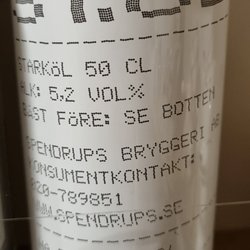 STARKÖL 50 CL
ALK: 5,2 VOL%
BÄST FÖRE: SE BOTTEN
SPENDRUPS BRYGGERI AB
KONSUMENTKONTAKT:
020-789851
WWW.SPENDRUPS.SE